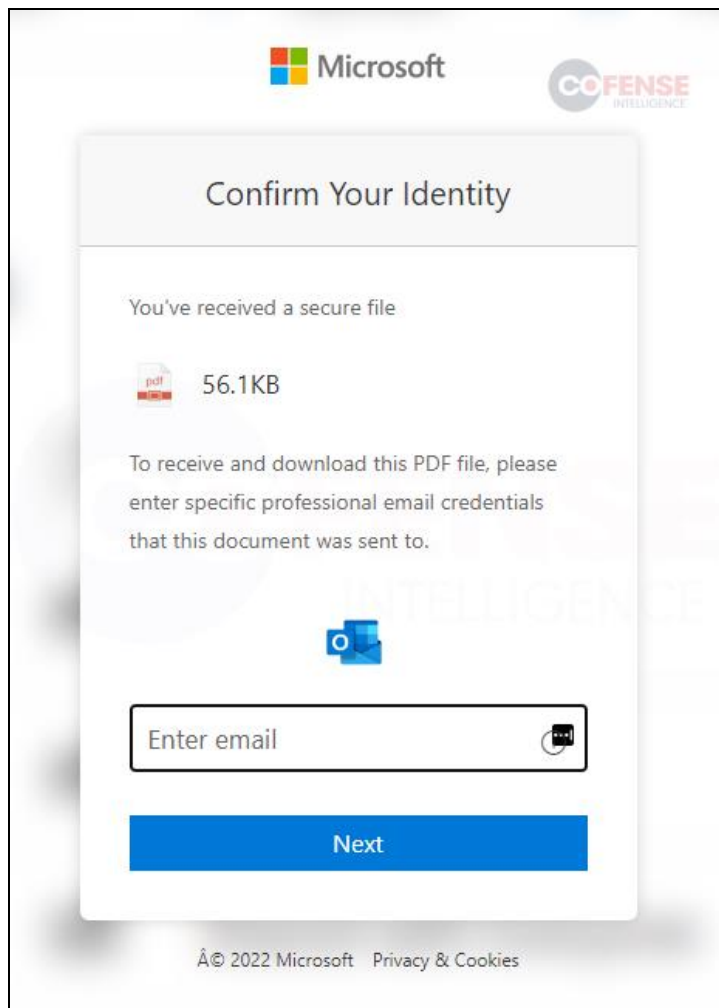 Microsoft
COFENSE
INTELLIGENCE
Confirm Your Identity
You've received a secure file
pdf
56.1KB
To receive and download this PDF file, please
enter specific professional email credentials
that this document was sent to.
INTELLIGENCE
O
Enter email
Next
Â© 2022 Microsoft Privacy & Cookies